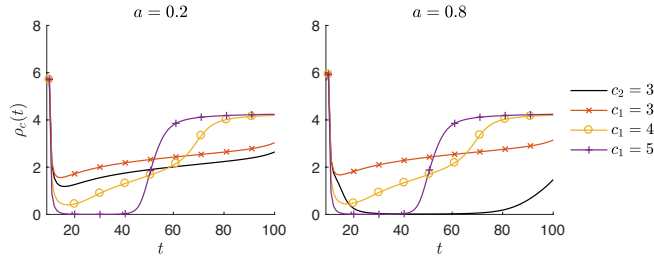 a = 0.2
a = 0.8
8
6
4
2
0
ρ_c(t)
20
40
60
80
100
t
8
6
4
2
0
20
40
60
80
100
t
c₂ = 3
c₁ = 3
c₁ = 4
c₁ = 5